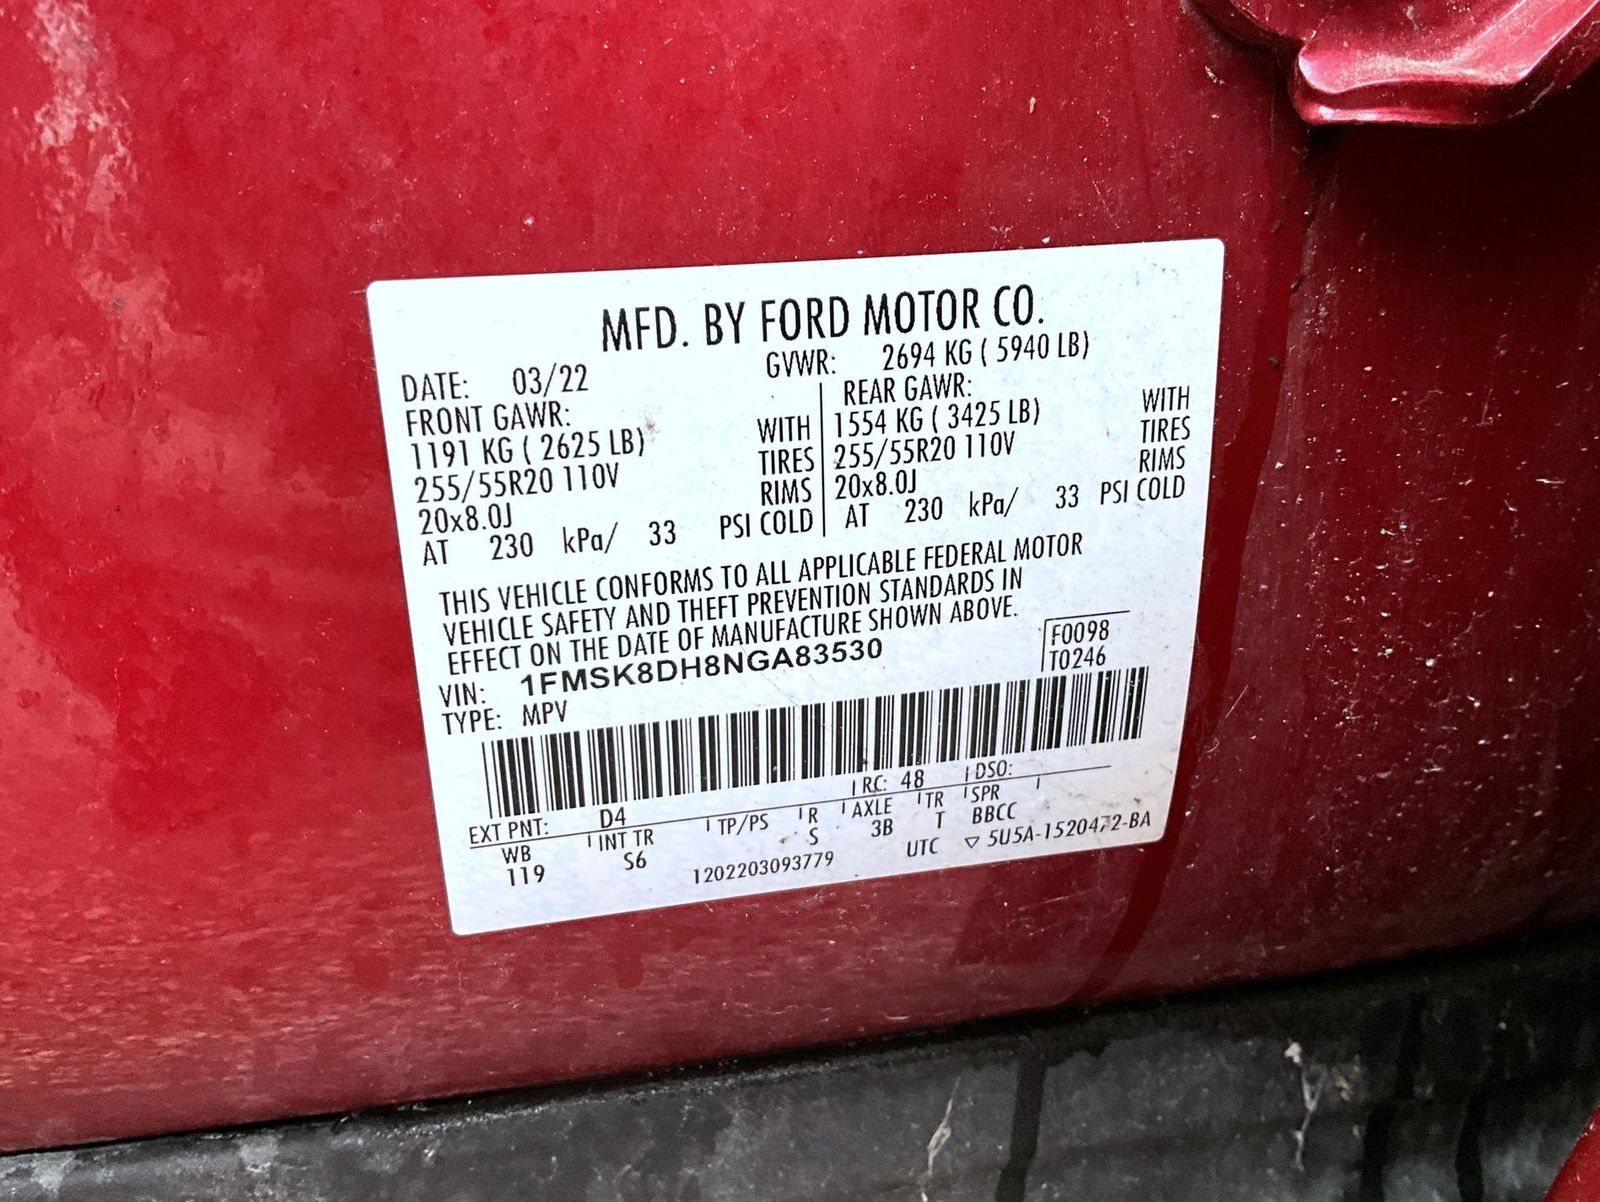 MFD. BY FORD MOTOR CO.
DATE: 03/22 GVWR: 2694 KG ( 5940 LB)
FRONT GAWR: REAR GAWR:
1191 KG ( 2625 LB) WITH 1554 KG ( 3425 LB) WITH
255/55R20 110V TIRES 255/55R20 110V TIRES
20x8.0J RIMS 20x8.0J RIMS
AT 230 kPa/ 33 PSI COLD AT 230 kPa/ 33 PSI COLD
THIS VEHICLE CONFORMS TO ALL APPLICABLE FEDERAL MOTOR
VEHICLE SAFETY AND THEFT PREVENTION STANDARDS IN
EFFECT ON THE DATE OF MANUFACTURE SHOWN ABOVE.
VIN: 1FMSK8DH8NGA83530 F0098
TYPE: MPV T0246
EXT PNT: D4 RC: 48 DSO:
WB INT TR TP/PS R AXLE TR SPR
119 S6 S 3B T BBCC
1202203093779 UTC ▽ 5U5A-1520472-BA